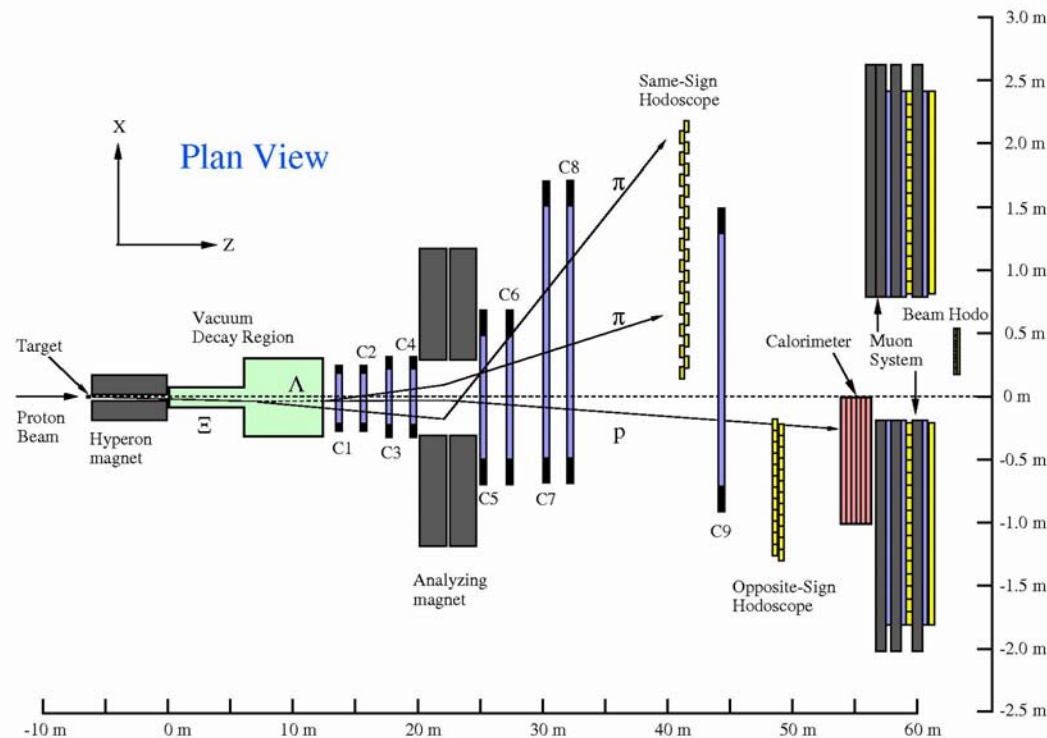 3.0 m
Same-Sign
Hodoscope
2.5 m
X
Plan View
C8
2.0 m
π
Z
1.5 m
C6
1.0 m
Vacuum
Decay Region
π
Beam Hodo
Target
C2
C4
Calorimeter
Muon
System
0.5 m
Λ
0 m
Proton
Beam
Ξ
Hyperon
magnet
p
C1
C3
-0.5 m
C5
C7
C9
-1.0 m
Analyzing
magnet
Opposite-Sign
Hodoscope
-1.5 m
-2.0 m
-2.5 m
-10 m
0 m
10 m
20 m
30 m
40 m
50 m
60 m